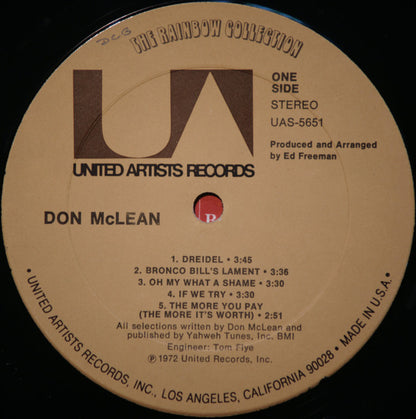 D.C.B
THE RAINBOW COLLECTION
UA
ONE
SIDE
STEREO
UAS-5651
Produced and Arranged
by Ed Freeman
UNITED ARTISTS RECORDS
DON McLEAN
1. DREIDEL • 3:45
2. BRONCO BILL'S LAMENT • 3:36
3. OH MY WHAT A SHAME • 3:30
4. IF WE TRY • 3:30
5. THE MORE YOU PAY
(THE MORE IT'S WORTH) • 2:51
All selections written by Don McLean and
published by Yahweh Tunes, Inc. BMI
Engineer: Tom Flye
℗ 1972 United Records, Inc.
• UNITED ARTISTS RECORDS, INC., LOS ANGELES, CALIFORNIA 90028 • MADE IN U.S.A. •